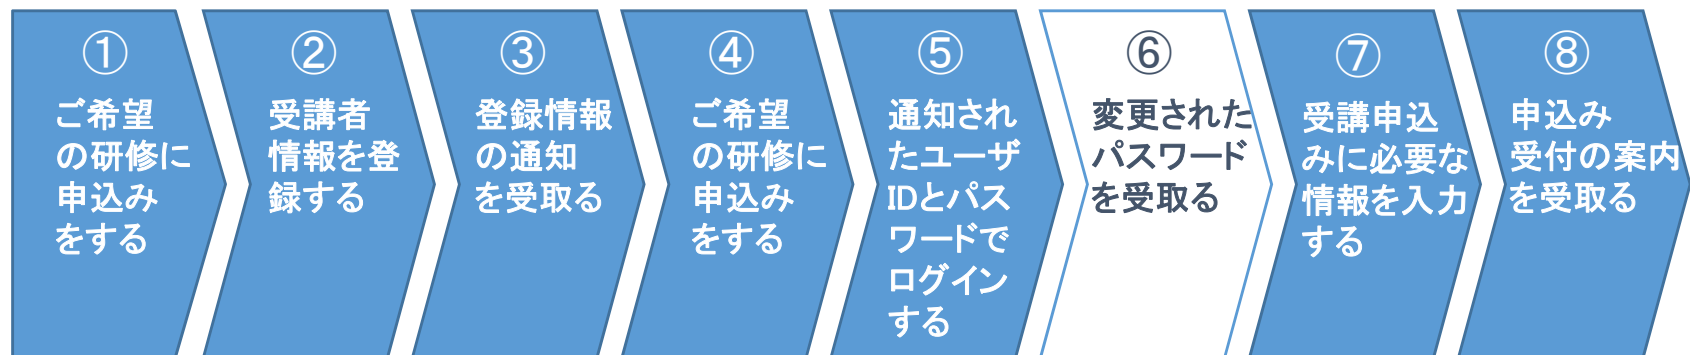 ①
ご希望
の研修に
申込み
をする
②
受講者
情報を登
録する
③
登録情報
の通知
を受取る
④
ご希望
の研修に
申込み
をする
⑤
通知され
たユーザ
IDとパス
ワードで
ログイン
する
⑥
変更された
パスワード
を受取る
⑦
受講申込
みに必要な
情報を入力
する
⑧
申込み
受付の案内
を受取る